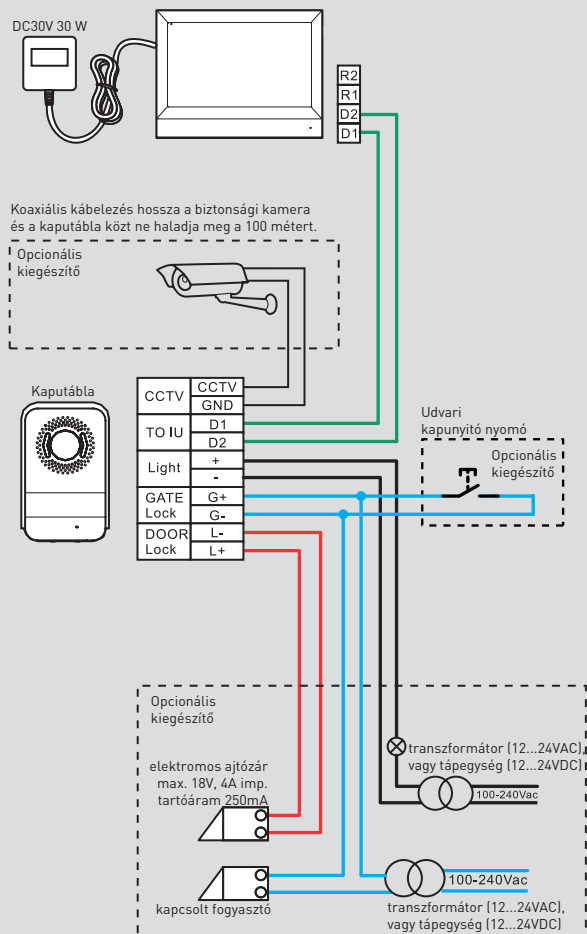 DC30V 30 W
R2
R1
D2
D1
Koaxiális kábelezés hossza a biztonsági kamera
és a kaputábla közt ne haladja meg a 100 métert.
Opcionális
kiegészítő
Kaputábla
CCTV
CCTV
GND
TO IU
D1
D2
Light
+
-
GATE
Lock
G+
G-
DOOR
Lock
L-
L+
Udvari
kapunyitó nyomó
Opcionális
kiegészítő
Opcionális
kiegészítő
elektromos ajtózár
max. 18V, 4A imp.
tartóáram 250mA
transzformátor (12...24VAC),
vagy tápegység (12...24VDC)
100-240Vac
kapcsolt fogyasztó
100-240Vac
transzformátor (12...24VAC),
vagy tápegység (12...24VDC)